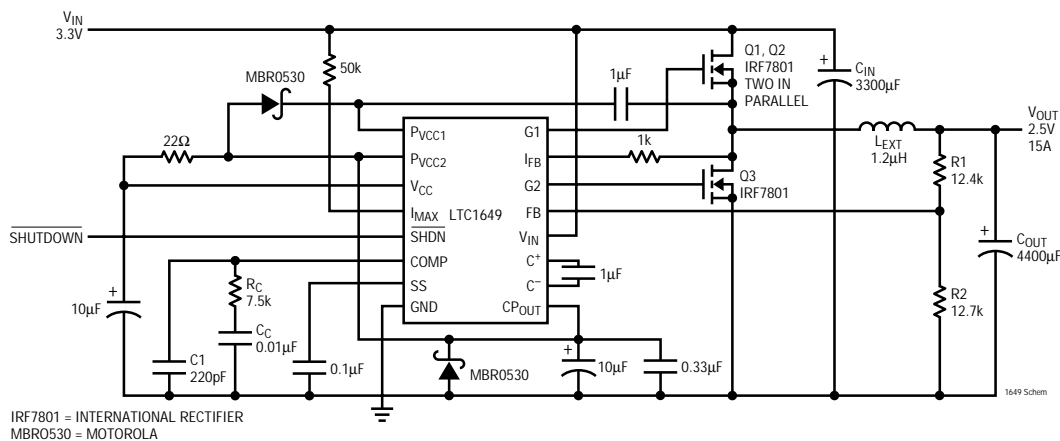 VIN
3.3V
50k
MBR0530
1µF
Q1, Q2
IRF7801
TWO IN
PARALLEL
+
CIN
3300µF
VOUT
2.5V
15A
22Ω
PVCC1
PVCC2
VCC
IMAX
SHDN
COMP
SS
GND
LTC1649
G1
IFB
G2
FB
VIN
C+
C–
CPOUT
1k
Q3
IRF7801
LEXT
1.2µH
R1
12.4k
R2
12.7k
+
COUT
4400µF
SHUTDOWN
1µF
+
10µF
RC
7.5k
CC
0.01µF
C1
220pF
0.1µF
MBR0530
+
10µF
0.33µF
1649 Schem
IRF7801 = INTERNATIONAL RECTIFIER
MBRO530 = MOTOROLA